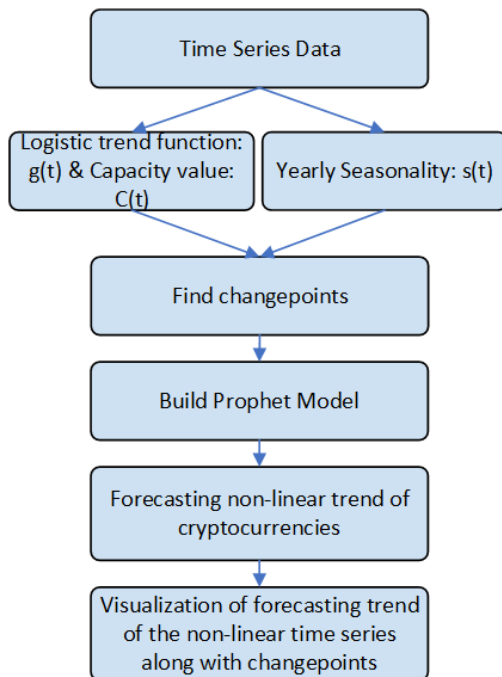 Time Series Data
Logistic trend function:
g(t) & Capacity value:
C(t)
Yearly Seasonality: s(t)
Find changepoints
Build Prophet Model
Forecasting non-linear trend of
cryptocurrencies
Visualization of forecasting trend
of the non-linear time series
along with changepoints